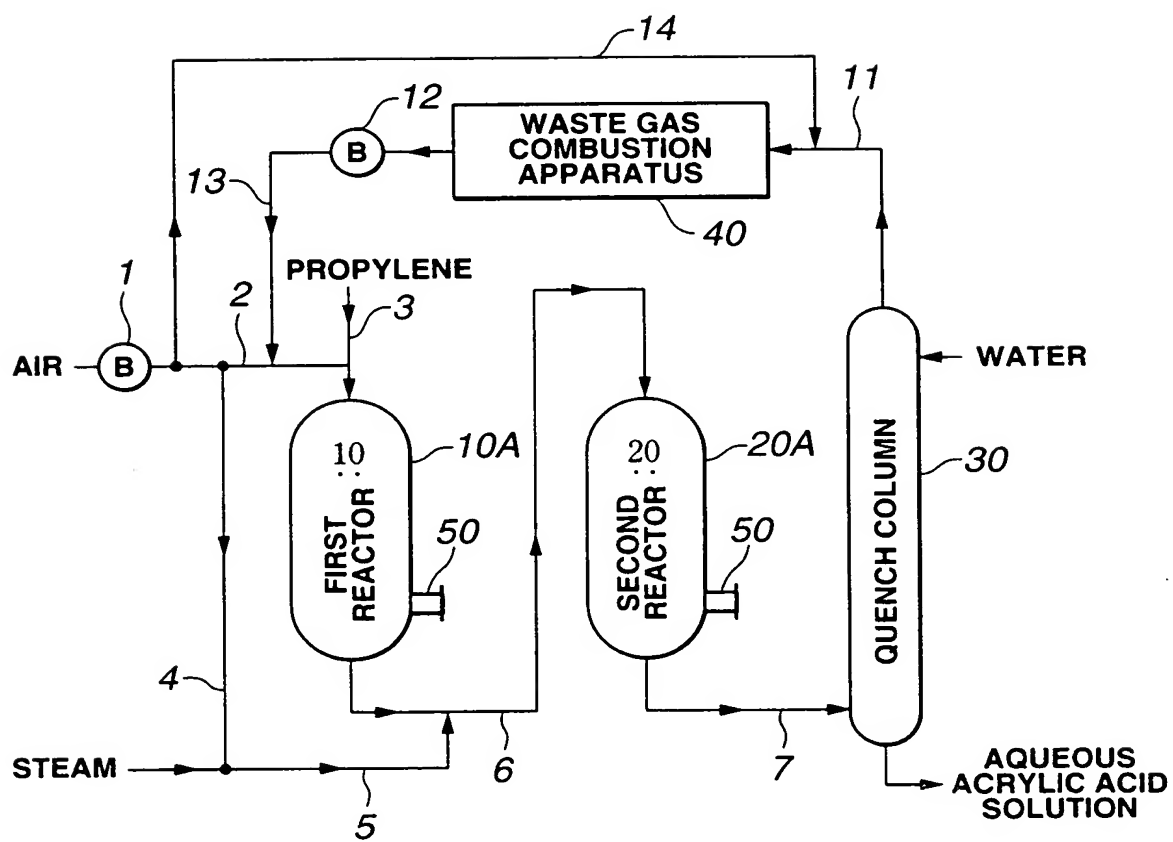 14
11
12
WASTE GAS
COMBUSTION
APPARATUS
B
13
40
PROPYLENE
1
2
3
AIR
B
WATER
10
10A
20
20A
30
FIRST
REACTOR
SECOND
REACTOR
QUENCH COLUMN
50
50
4
6
7
STEAM
5
AQUEOUS
ACRYLIC ACID
SOLUTION